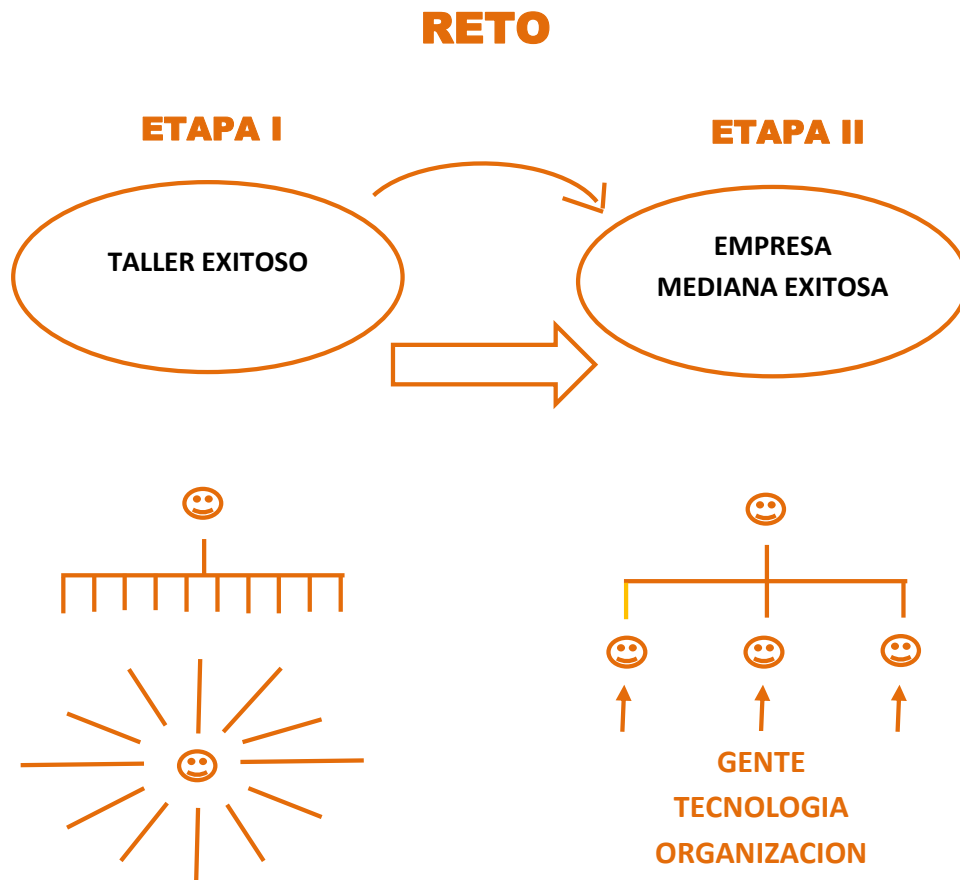 RETO
ETAPA I
ETAPA II
TALLER EXITOSO
EMPRESA
MEDIANA EXITOSA
GENTE
TECNOLOGIA
ORGANIZACION